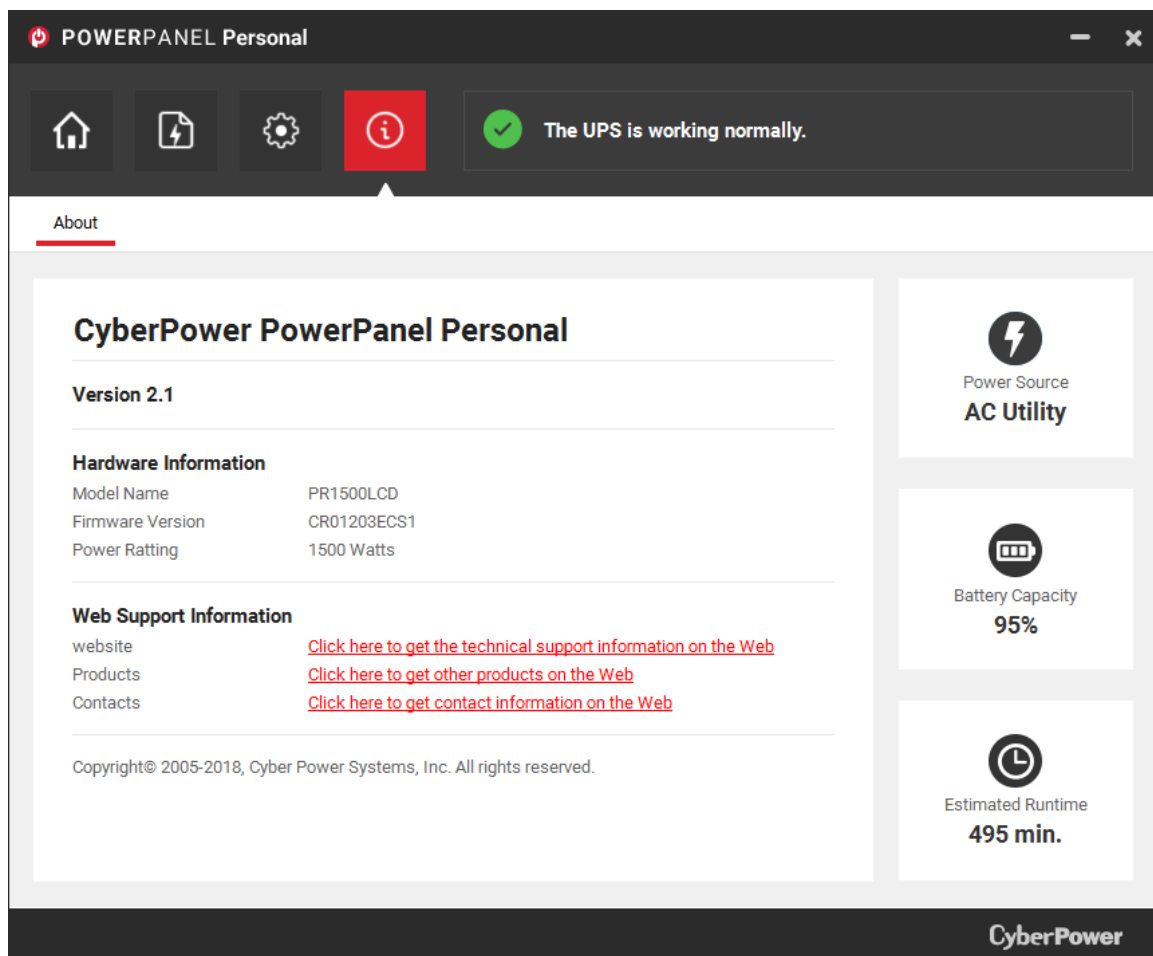 POWERPANEL Personal
The UPS is working normally.
About
CyberPower PowerPanel Personal
Version 2.1
Hardware Information
Model Name PR1500LCD
Firmware Version CR01203ECS1
Power Ratting 1500 Watts
Web Support Information
website Click here to get the technical support information on the Web
Products Click here to get other products on the Web
Contacts Click here to get contact information on the Web
Copyright© 2005-2018, Cyber Power Systems, Inc. All rights reserved.
Power Source
AC Utility
Battery Capacity
95%
Estimated Runtime
495 min.
CyberPower